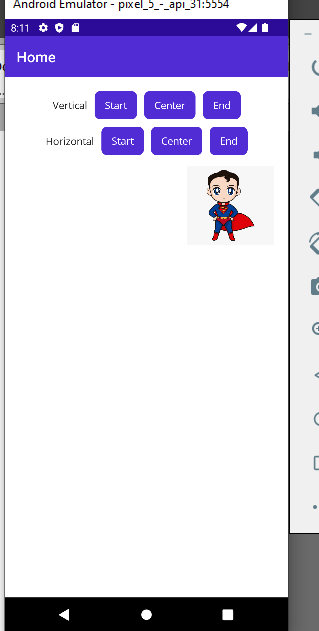 Android Emulator - pixel_5_-_api_31:5554
8:11
Home
Vertical Start Center End
Horizontal Start Center End